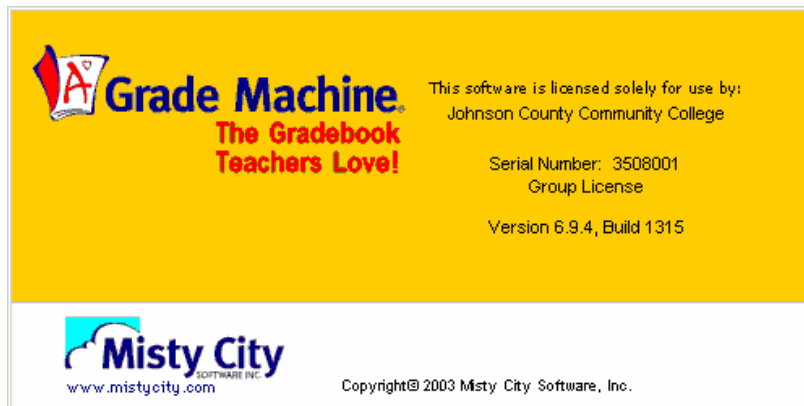 A
Grade Machine®
The Gradebook
Teachers Love!
This software is licensed solely for use by:
Johnson County Community College
Serial Number: 3508001
Group License
Version 6.9.4, Build 1315
Misty City
SOFTWARE INC.
www.mistycity.com
Copyright© 2003 Misty City Software, Inc.